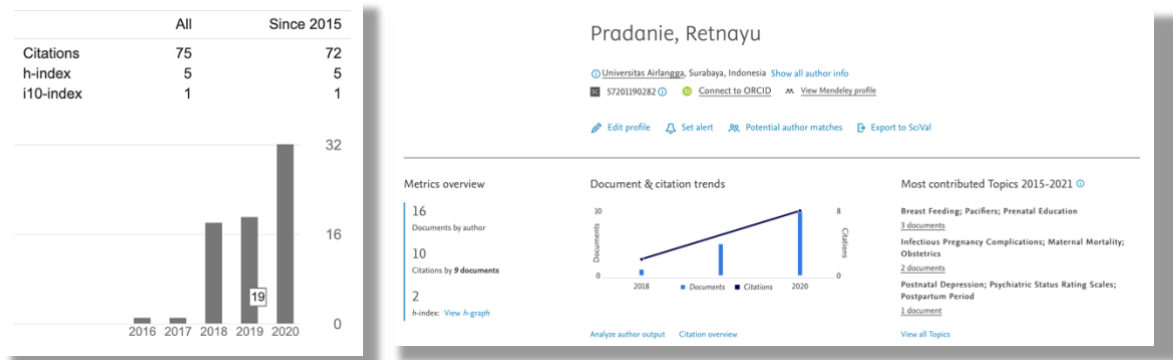 All Since 2015
Citations 75 72
h-index 5 5
i10-index 1 1
32
16
19
0
2016 2017 2018 2019 2020
Pradanie, Retnayu
Universitas Airlangga, Surabaya, Indonesia Show all author info
SC 57201190282 Connect to ORCID View Mendeley profile
Edit profile Set alert Potential author matches Export to SciVal
Metrics overview
16
Documents by author
10
Citations by 9 documents
2
h-index: View h-graph
Document & citation trends
10 8
Documents
Citations
0 0
2018 Documents Citations 2020
Analyze author output Citation overview
Most contributed Topics 2015-2021
Breast Feeding; Pacifiers; Prenatal Education
3 documents
Infectious Pregnancy Complications; Maternal Mortality;
Obstetrics
2 documents
Postnatal Depression; Psychiatric Status Rating Scales;
Postpartum Period
1 document
View all Topics